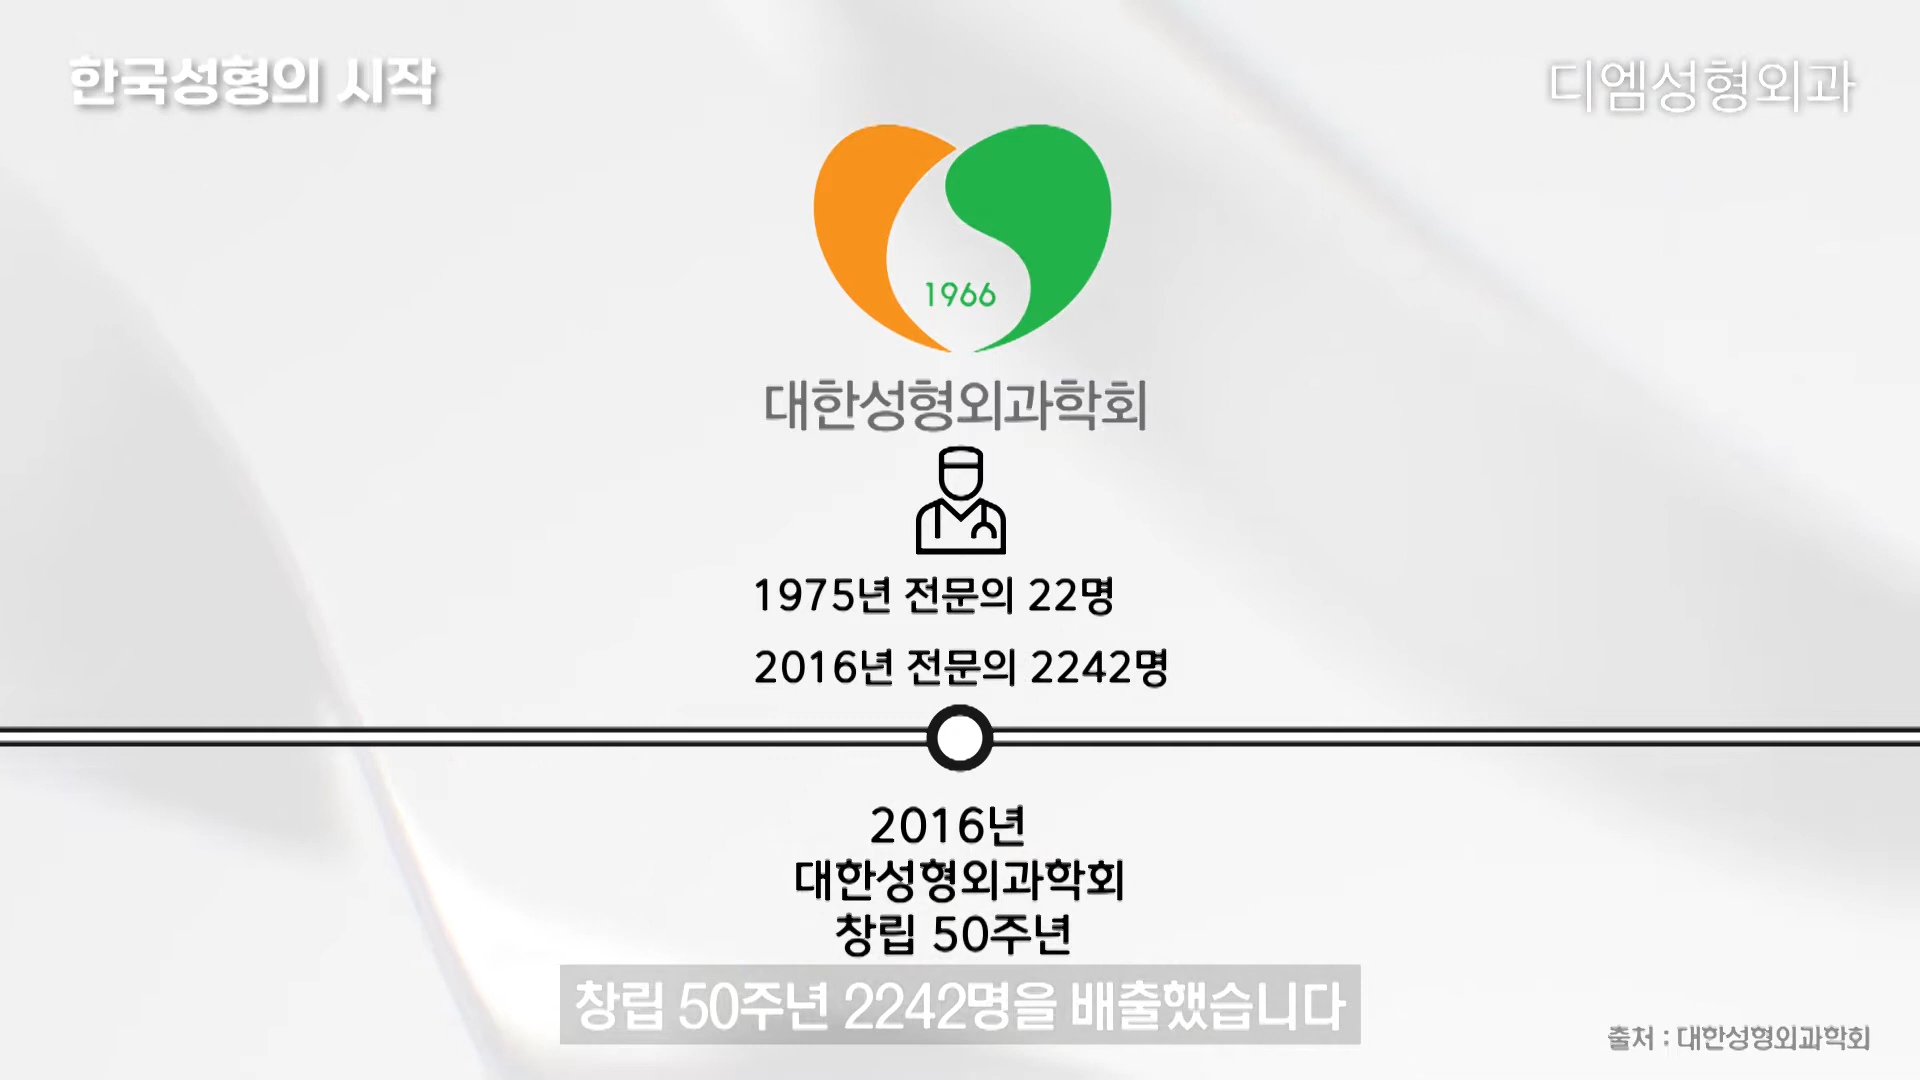 한국성형의 시작
디엠성형외과
1966
대한성형외과학회
1975년 전문의 22명
2016년 전문의 2242명
2016년
대한성형외과학회
창립 50주년
창립 50주년 2242명을 배출했습니다
출처 : 대한성형외과학회